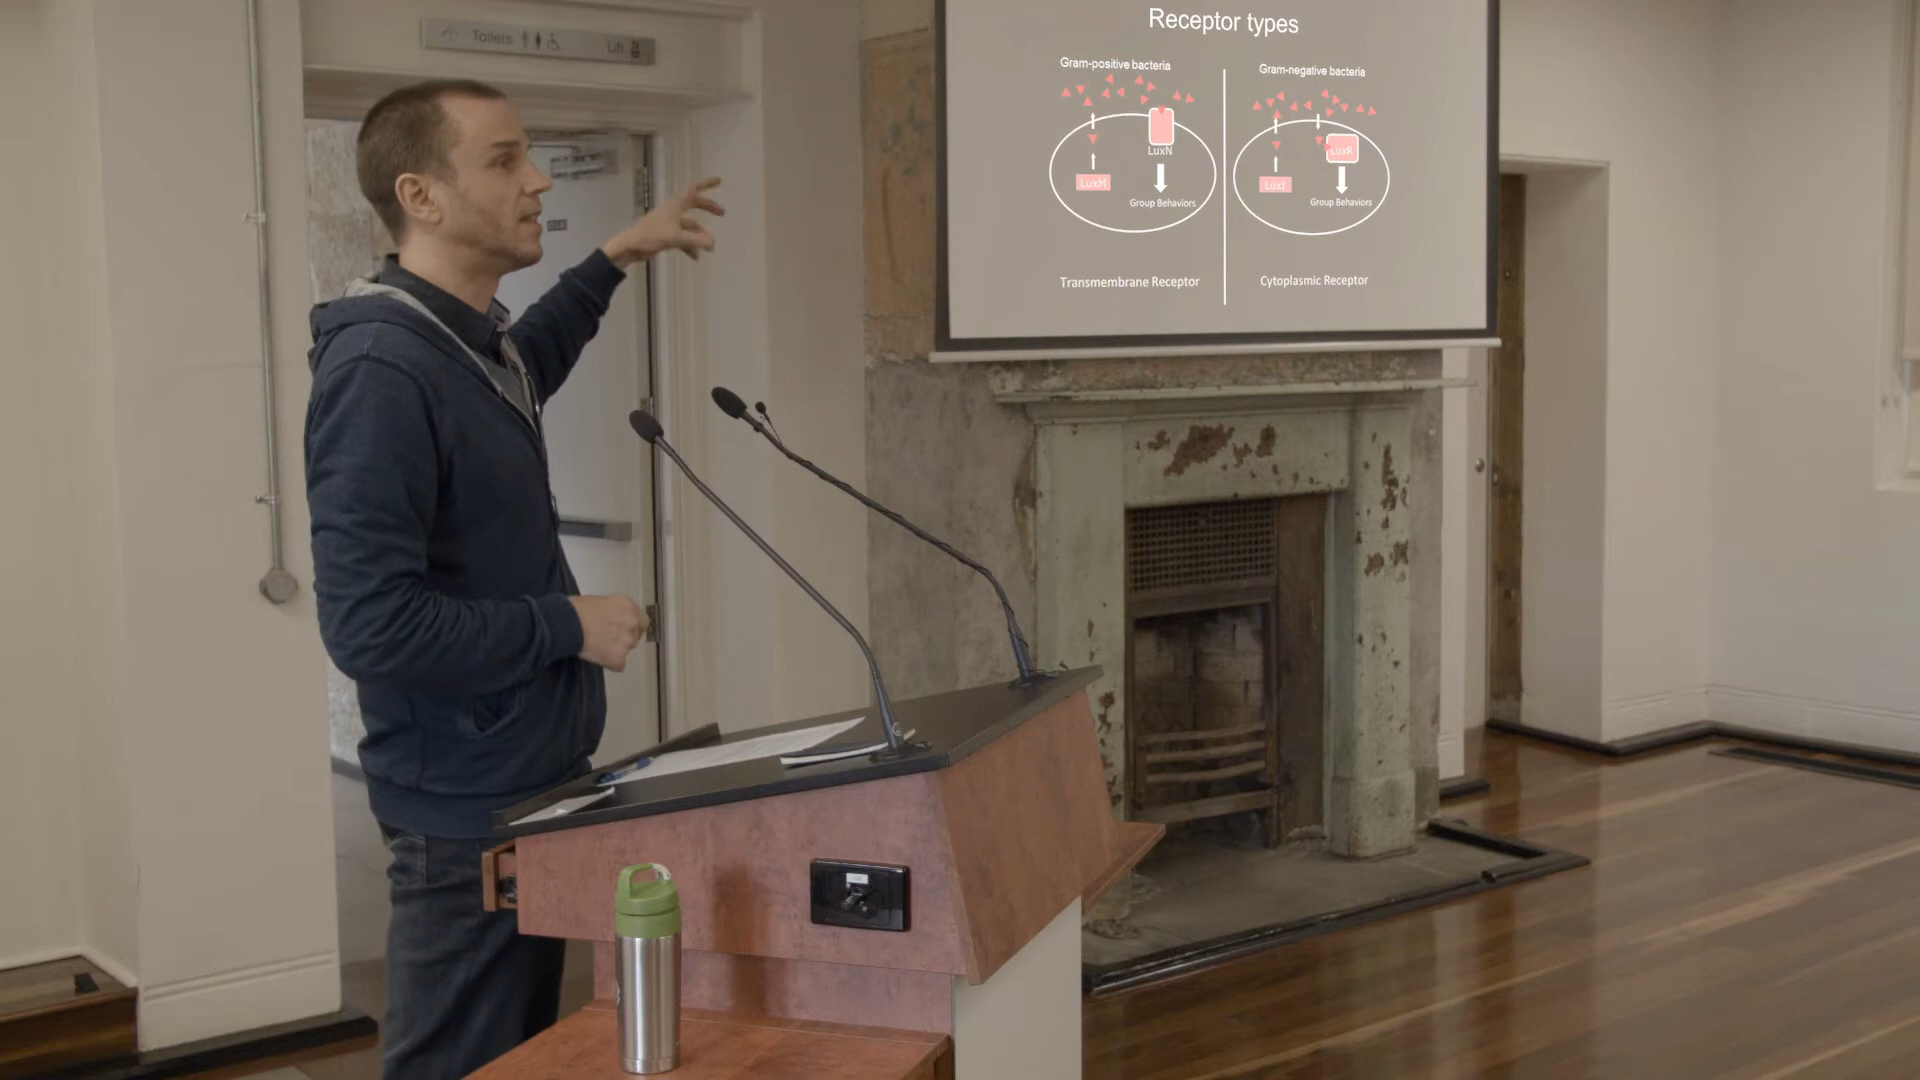 Toilets
Lift
Receptor types
Gram-positive bacteria
Gram-negative bacteria
LuxN
LuxR
LuxM
LuxI
Group Behaviors
Group Behaviors
Transmembrane Receptor
Cytoplasmic Receptor